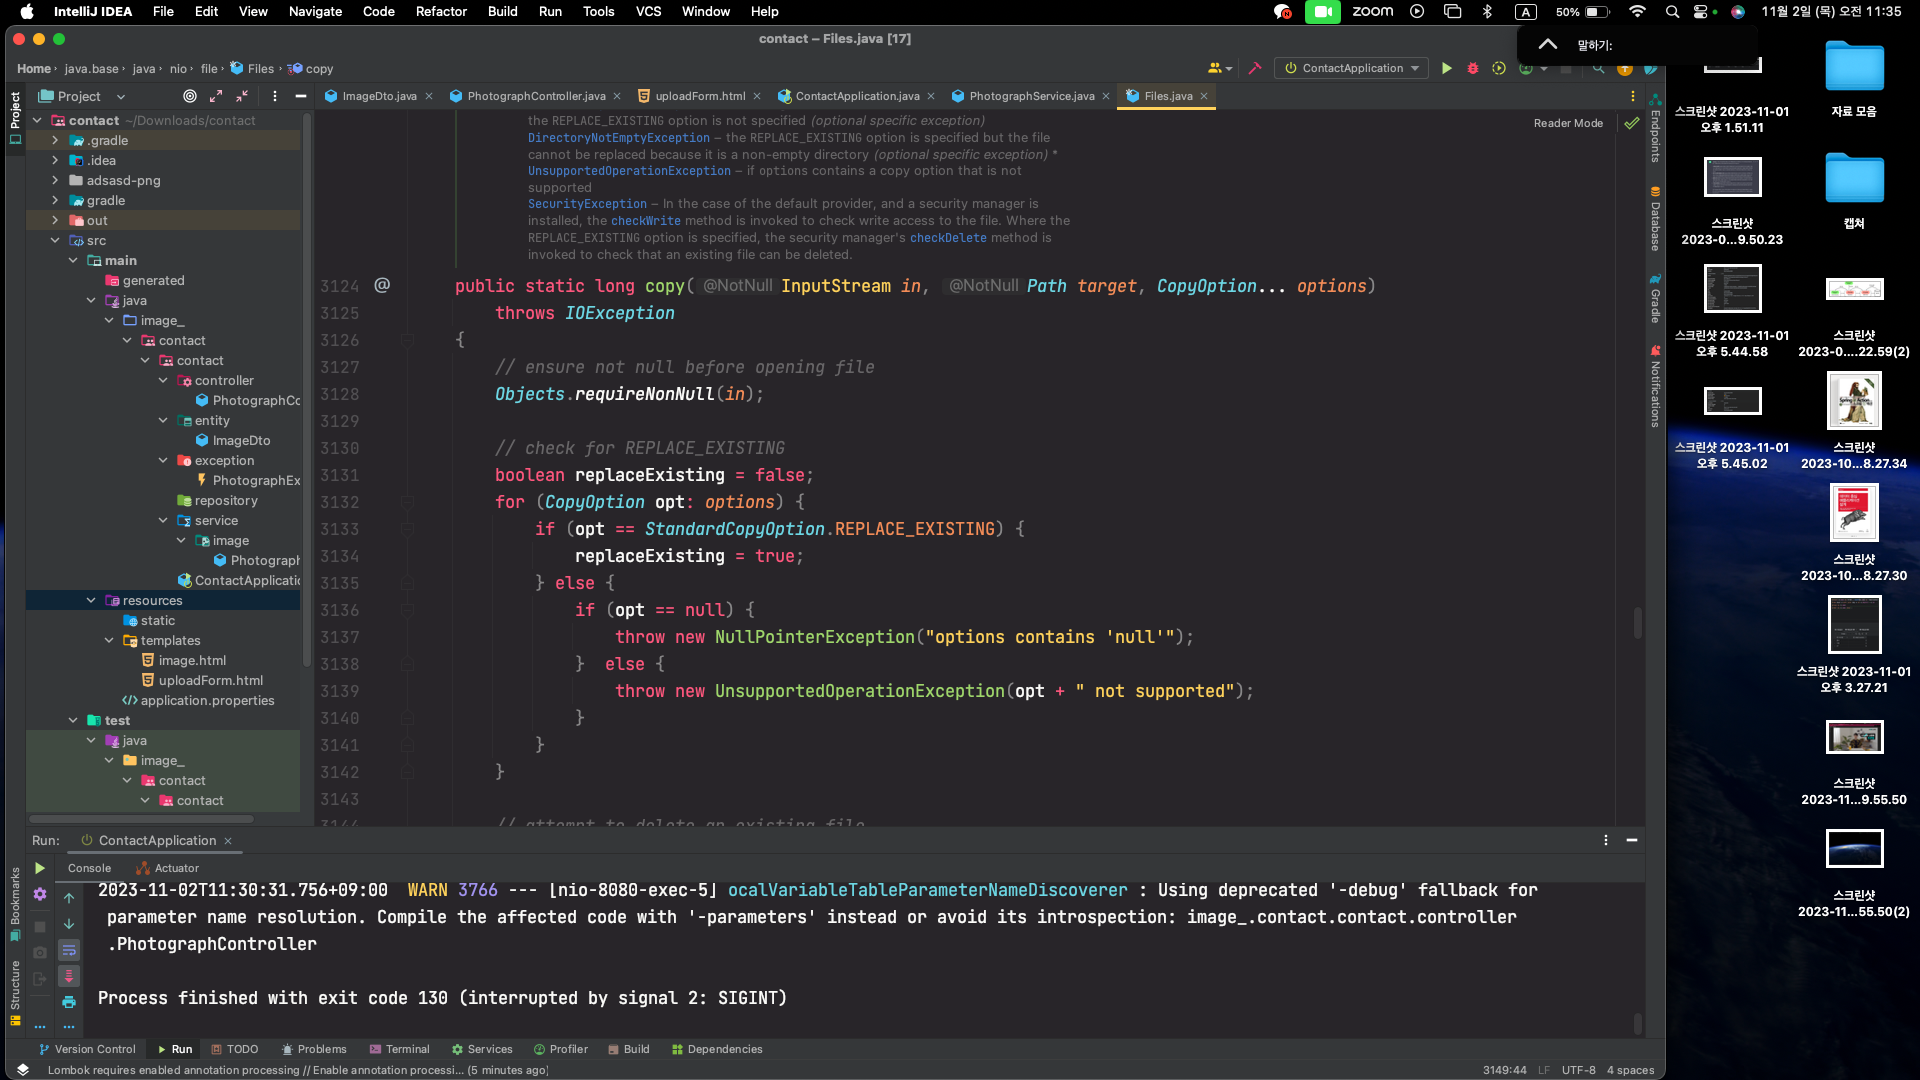 IntelliJ IDEA File Edit View Navigate Code Refactor Build Run Tools VCS Window Help
zoom A 50% 11월 2일 (목) 오전 11:35
contact – Files.java [17]
말하기:
Home java.base java nio file Files copy
ContactApplication
Project
ImageDto.java PhotographController.java uploadForm.html ContactApplication.java PhotographService.java Files.java
Reader Mode
Project
contact ~/Downloads/contact
.gradle
.idea
adsasd-png
gradle
out
src
main
generated
java
image_
contact
contact
controller
PhotographCo
entity
ImageDto
exception
PhotographEx
repository
service
image
Photograph
ContactApplicatic
resources
static
templates
image.html
uploadForm.html
application.properties
test
java
image_
contact
contact
the REPLACE_EXISTING option is not specified (optional specific exception)
DirectoryNotEmptyException – the REPLACE_EXISTING option is specified but the file
cannot be replaced because it is a non-empty directory (optional specific exception) *
UnsupportedOperationException – if options contains a copy option that is not
supported
SecurityException – In the case of the default provider, and a security manager is
installed, the checkWrite method is invoked to check write access to the file. Where the
REPLACE_EXISTING option is specified, the security manager's checkDelete method is
invoked to check that an existing file can be deleted.
3124 @ public static long copy( @NotNull InputStream in, @NotNull Path target, CopyOption... options)
3125 throws IOException
3126 {
3127 // ensure not null before opening file
3128 Objects.requireNonNull(in);
3129
3130 // check for REPLACE_EXISTING
3131 boolean replaceExisting = false;
3132 for (CopyOption opt: options) {
3133 if (opt == StandardCopyOption.REPLACE_EXISTING) {
3134 replaceExisting = true;
3135 } else {
3136 if (opt == null) {
3137 throw new NullPointerException("options contains 'null'");
3138 } else {
3139 throw new UnsupportedOperationException(opt + " not supported");
3140 }
3141 }
3142 }
3143
3144 // attempt to delete an existing file
Endpoints
Database
Gradle
Notifications
Run: ContactApplication
Console Actuator
2023-11-02T11:30:31.756+09:00 WARN 3766 --- [nio-8080-exec-5] ocalVariableTableParameterNameDiscoverer : Using deprecated '-debug' fallback for
parameter name resolution. Compile the affected code with '-parameters' instead or avoid its introspection: image_.contact.contact.controller
.PhotographController
Process finished with exit code 130 (interrupted by signal 2: SIGINT)
Bookmarks
Structure
Version Control Run TODO Problems Terminal Services Profiler Build Dependencies
Lombok requires enabled annotation processing // Enable annotation processi... (5 minutes ago)
3149:44 LF UTF-8 4 spaces
스크린샷 2023-11-01
오후 1.51.11
자료 모음
스크린샷
2023-0...9.50.23
캡처
스크린샷 2023-11-01
오후 5.44.58
스크린샷
2023-0....22.59(2)
스크린샷 2023-11-01
오후 5.45.02
스크린샷
2023-10...8.27.34
스크린샷
2023-10...8.27.30
스크린샷 2023-11-01
오후 3.27.21
스크린샷
2023-11...9.55.50
스크린샷
2023-11...55.50(2)